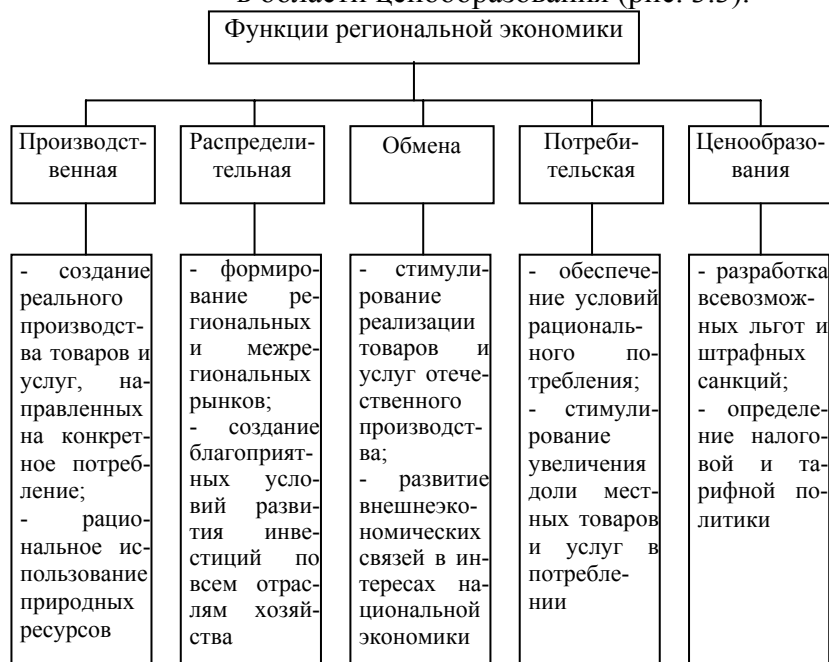 в области ценообразования (рис. 3.3).
Функции региональной экономики
Производст-
венная
Распредели-
тельная
Обмена
Потреби-
тельская
Ценообразо-
вания
- создание
реального
производст-
ва товаров и
услуг, на-
правленных
на конкрет-
ное потреб-
ление;
- рацио-
нальное ис-
пользование
природных
ресурсов
- формиро-
вание ре-
гиональных
и межре-
гиональных
рынков;
- создание
благоприят-
ных усло-
вий разви-
тия инве-
стиций по
всем отрас-
лям хозяй-
ства
- стимули-
рование
реализации
товаров и
услуг отече-
ственного
производст-
ва;
- развитие
внешнеэко-
номических
связей в ин-
тересах на-
циональной
экономики
- обеспече-
ние условий
рациональ-
ного по-
требления;
- стимули-
рование
увеличения
доли мест-
ных товаров
и услуг в
потребле-
нии
- разработка
всевозмож-
ных льгот и
штрафных
санкций;
- определе-
ние налого-
вой и та-
рифной по-
литики